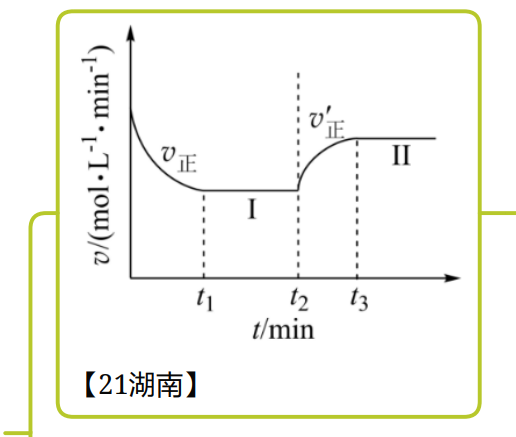 v/(mol·L⁻¹·min⁻¹)
v正
v′正
I
II
t₁ t₂ t₃
t/min
【21湖南】